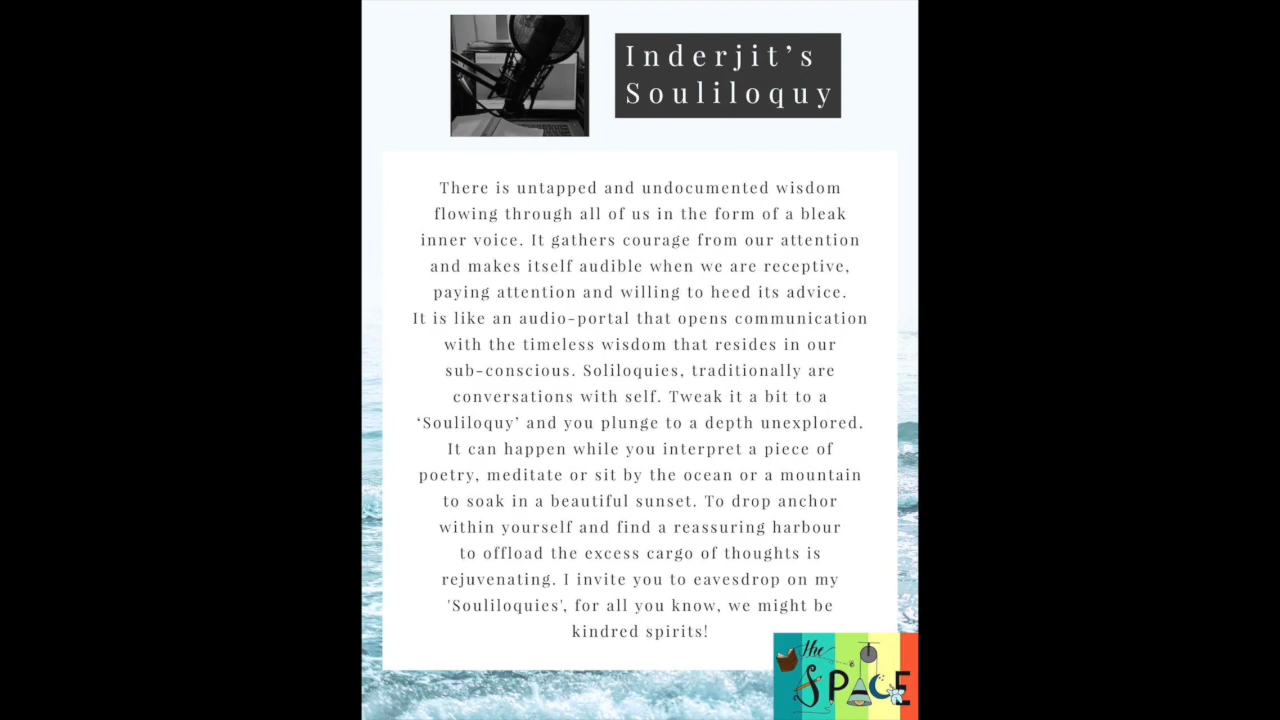 Inderjit’s
Souliloquy
There is untapped and undocumented wisdom
flowing through all of us in the form of a bleak
inner voice. It gathers courage from our attention
and makes itself audible when we are receptive,
paying attention and willing to heed its advice.
It is like an audio-portal that opens communication
with the timeless wisdom that resides in our
sub-conscious. Soliloquies, traditionally are
conversations with self. Tweak it a bit to a
‘Souliloquy’ and you plunge to a depth unexplored.
It can happen while you interpret a piece of
poetry, meditate or sit by the ocean or a mountain
to soak in a beautiful sunset. To drop anchor
within yourself and find a reassuring harbour
to offload the excess cargo of thoughts is
rejuvenating. I invite you to eavesdrop on my
'Souliloquies', for all you know, we might be
kindred spirits!
the
SPACE